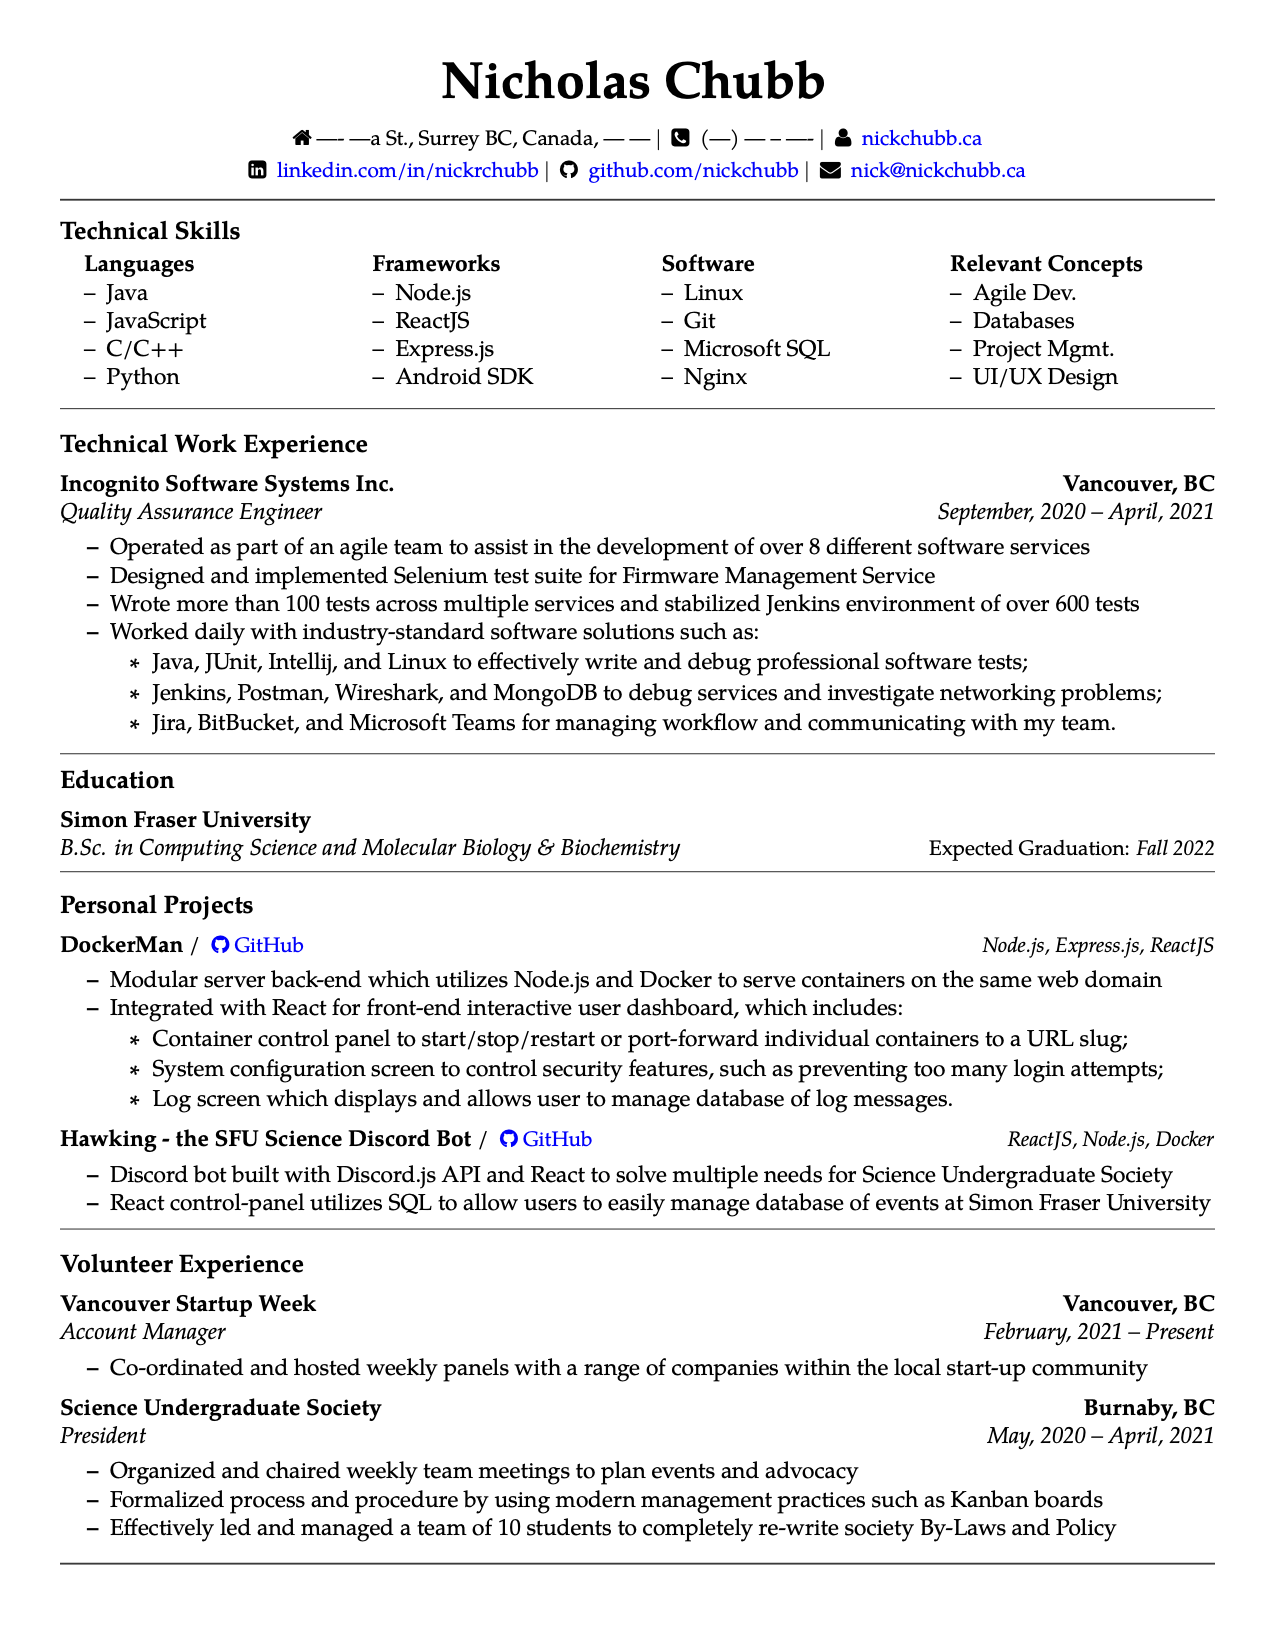 Nicholas Chubb
—- —a St., Surrey BC, Canada, — — | (—) — – —- | nickchubb.ca
linkedin.com/in/nickrchubb | github.com/nickchubb | nick@nickchubb.ca
Technical Skills
Languages Frameworks Software Relevant Concepts
– Java – Node.js – Linux – Agile Dev.
– JavaScript – ReactJS – Git – Databases
– C/C++ – Express.js – Microsoft SQL – Project Mgmt.
– Python – Android SDK – Nginx – UI/UX Design
Technical Work Experience
Incognito Software Systems Inc. Vancouver, BC
Quality Assurance Engineer September, 2020 – April, 2021
– Operated as part of an agile team to assist in the development of over 8 different software services
– Designed and implemented Selenium test suite for Firmware Management Service
– Wrote more than 100 tests across multiple services and stabilized Jenkins environment of over 600 tests
– Worked daily with industry-standard software solutions such as:
* Java, JUnit, Intellij, and Linux to effectively write and debug professional software tests;
* Jenkins, Postman, Wireshark, and MongoDB to debug services and investigate networking problems;
* Jira, BitBucket, and Microsoft Teams for managing workflow and communicating with my team.
Education
Simon Fraser University
B.Sc. in Computing Science and Molecular Biology & Biochemistry Expected Graduation: Fall 2022
Personal Projects
DockerMan / GitHub Node.js, Express.js, ReactJS
– Modular server back-end which utilizes Node.js and Docker to serve containers on the same web domain
– Integrated with React for front-end interactive user dashboard, which includes:
* Container control panel to start/stop/restart or port-forward individual containers to a URL slug;
* System configuration screen to control security features, such as preventing too many login attempts;
* Log screen which displays and allows user to manage database of log messages.
Hawking - the SFU Science Discord Bot / GitHub ReactJS, Node.js, Docker
– Discord bot built with Discord.js API and React to solve multiple needs for Science Undergraduate Society
– React control-panel utilizes SQL to allow users to easily manage database of events at Simon Fraser University
Volunteer Experience
Vancouver Startup Week Vancouver, BC
Account Manager February, 2021 – Present
– Co-ordinated and hosted weekly panels with a range of companies within the local start-up community
Science Undergraduate Society Burnaby, BC
President May, 2020 – April, 2021
– Organized and chaired weekly team meetings to plan events and advocacy
– Formalized process and procedure by using modern management practices such as Kanban boards
– Effectively led and managed a team of 10 students to completely re-write society By-Laws and Policy